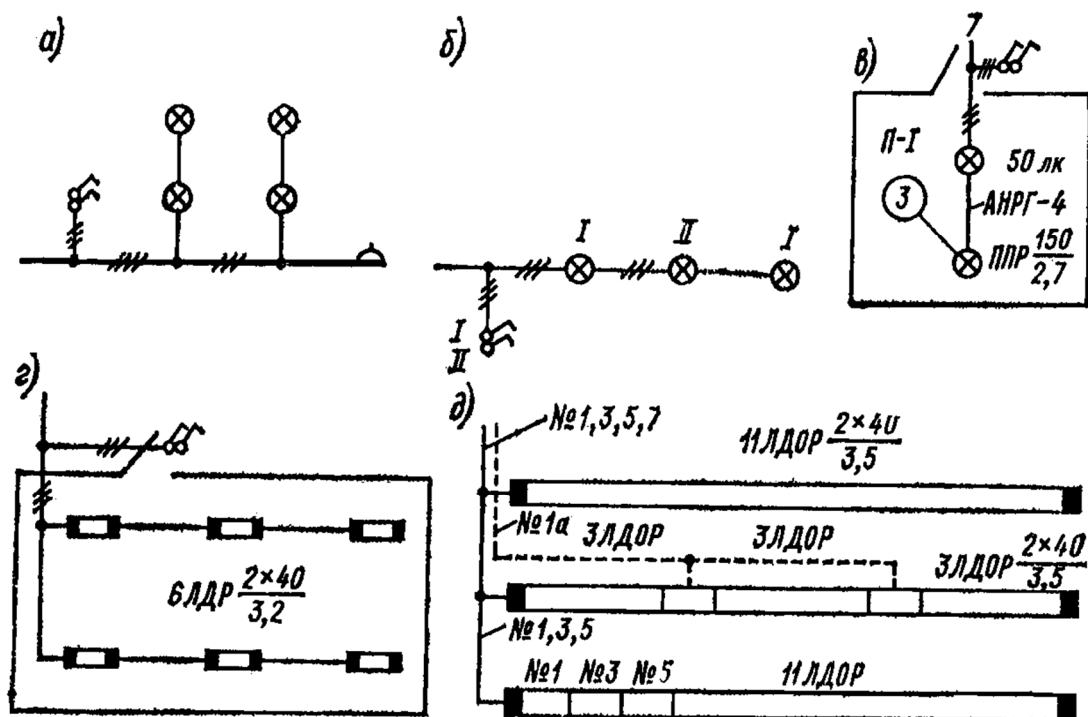 а)
б)
I
II
I
I
II
в)
7
П-I
50 лк
3
АНРГ-4
ППР 150/2,7
г)
6ЛДР 2×40/3,2
д)
№1,3,5,7
11ЛДОР 2×40/3,5
№1а
3ЛДОР
3ЛДОР
3ЛДОР 2×40/3,5
№1,3,5
№1 №3 №5
11ЛДОР